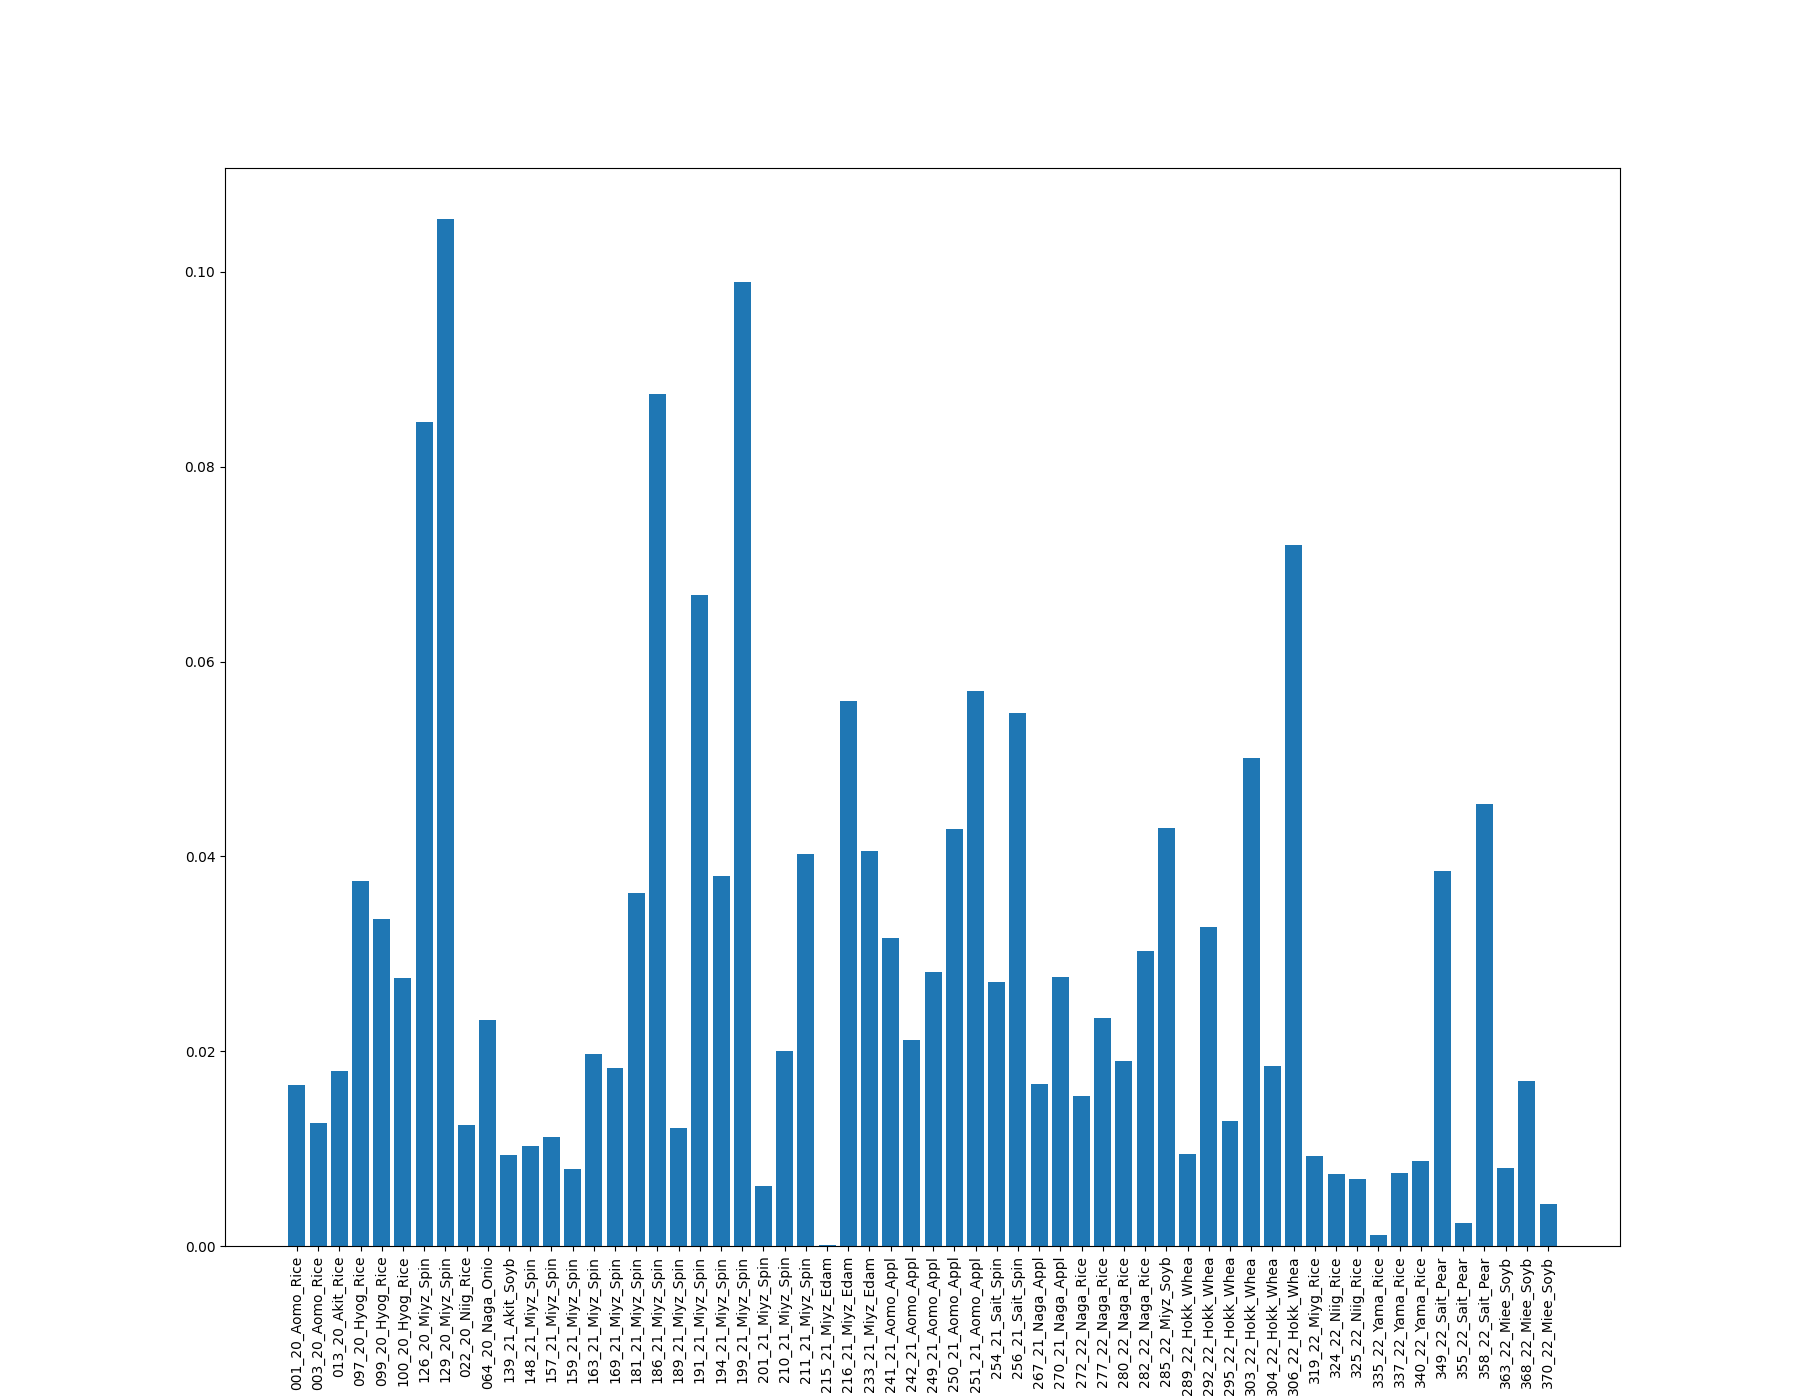 0.10
0.08
0.06
0.04
0.02
0.00
001_20_Aomo_Rice
003_20_Aomo_Rice
013_20_Akit_Rice
097_20_Hyog_Rice
099_20_Hyog_Rice
100_20_Hyog_Rice
126_20_Miyz_Spin
129_20_Miyz_Spin
022_20_Niig_Rice
064_20_Naga_Onio
139_21_Akit_Soyb
148_21_Miyz_Spin
157_21_Miyz_Spin
159_21_Miyz_Spin
163_21_Miyz_Spin
169_21_Miyz_Spin
181_21_Miyz_Spin
186_21_Miyz_Spin
189_21_Miyz_Spin
191_21_Miyz_Spin
194_21_Miyz_Spin
199_21_Miyz_Spin
201_21_Miyz_Spin
210_21_Miyz_Spin
211_21_Miyz_Spin
215_21_Miyz_Edam
216_21_Miyz_Edam
233_21_Miyz_Edam
241_21_Aomo_Appl
242_21_Aomo_Appl
249_21_Aomo_Appl
250_21_Aomo_Appl
251_21_Aomo_Appl
254_21_Sait_Spin
256_21_Sait_Spin
267_21_Naga_Appl
270_21_Naga_Appl
272_22_Naga_Rice
277_22_Naga_Rice
280_22_Naga_Rice
282_22_Naga_Rice
285_22_Miyz_Soyb
289_22_Hokk_Whea
292_22_Hokk_Whea
295_22_Hokk_Whea
303_22_Hokk_Whea
304_22_Hokk_Whea
306_22_Hokk_Whea
319_22_Miyg_Rice
324_22_Niig_Rice
325_22_Niig_Rice
335_22_Yama_Rice
337_22_Yama_Rice
340_22_Yama_Rice
349_22_Sait_Pear
355_22_Sait_Pear
358_22_Sait_Pear
363_22_Miee_Soyb
368_22_Miee_Soyb
370_22_Miee_Soyb